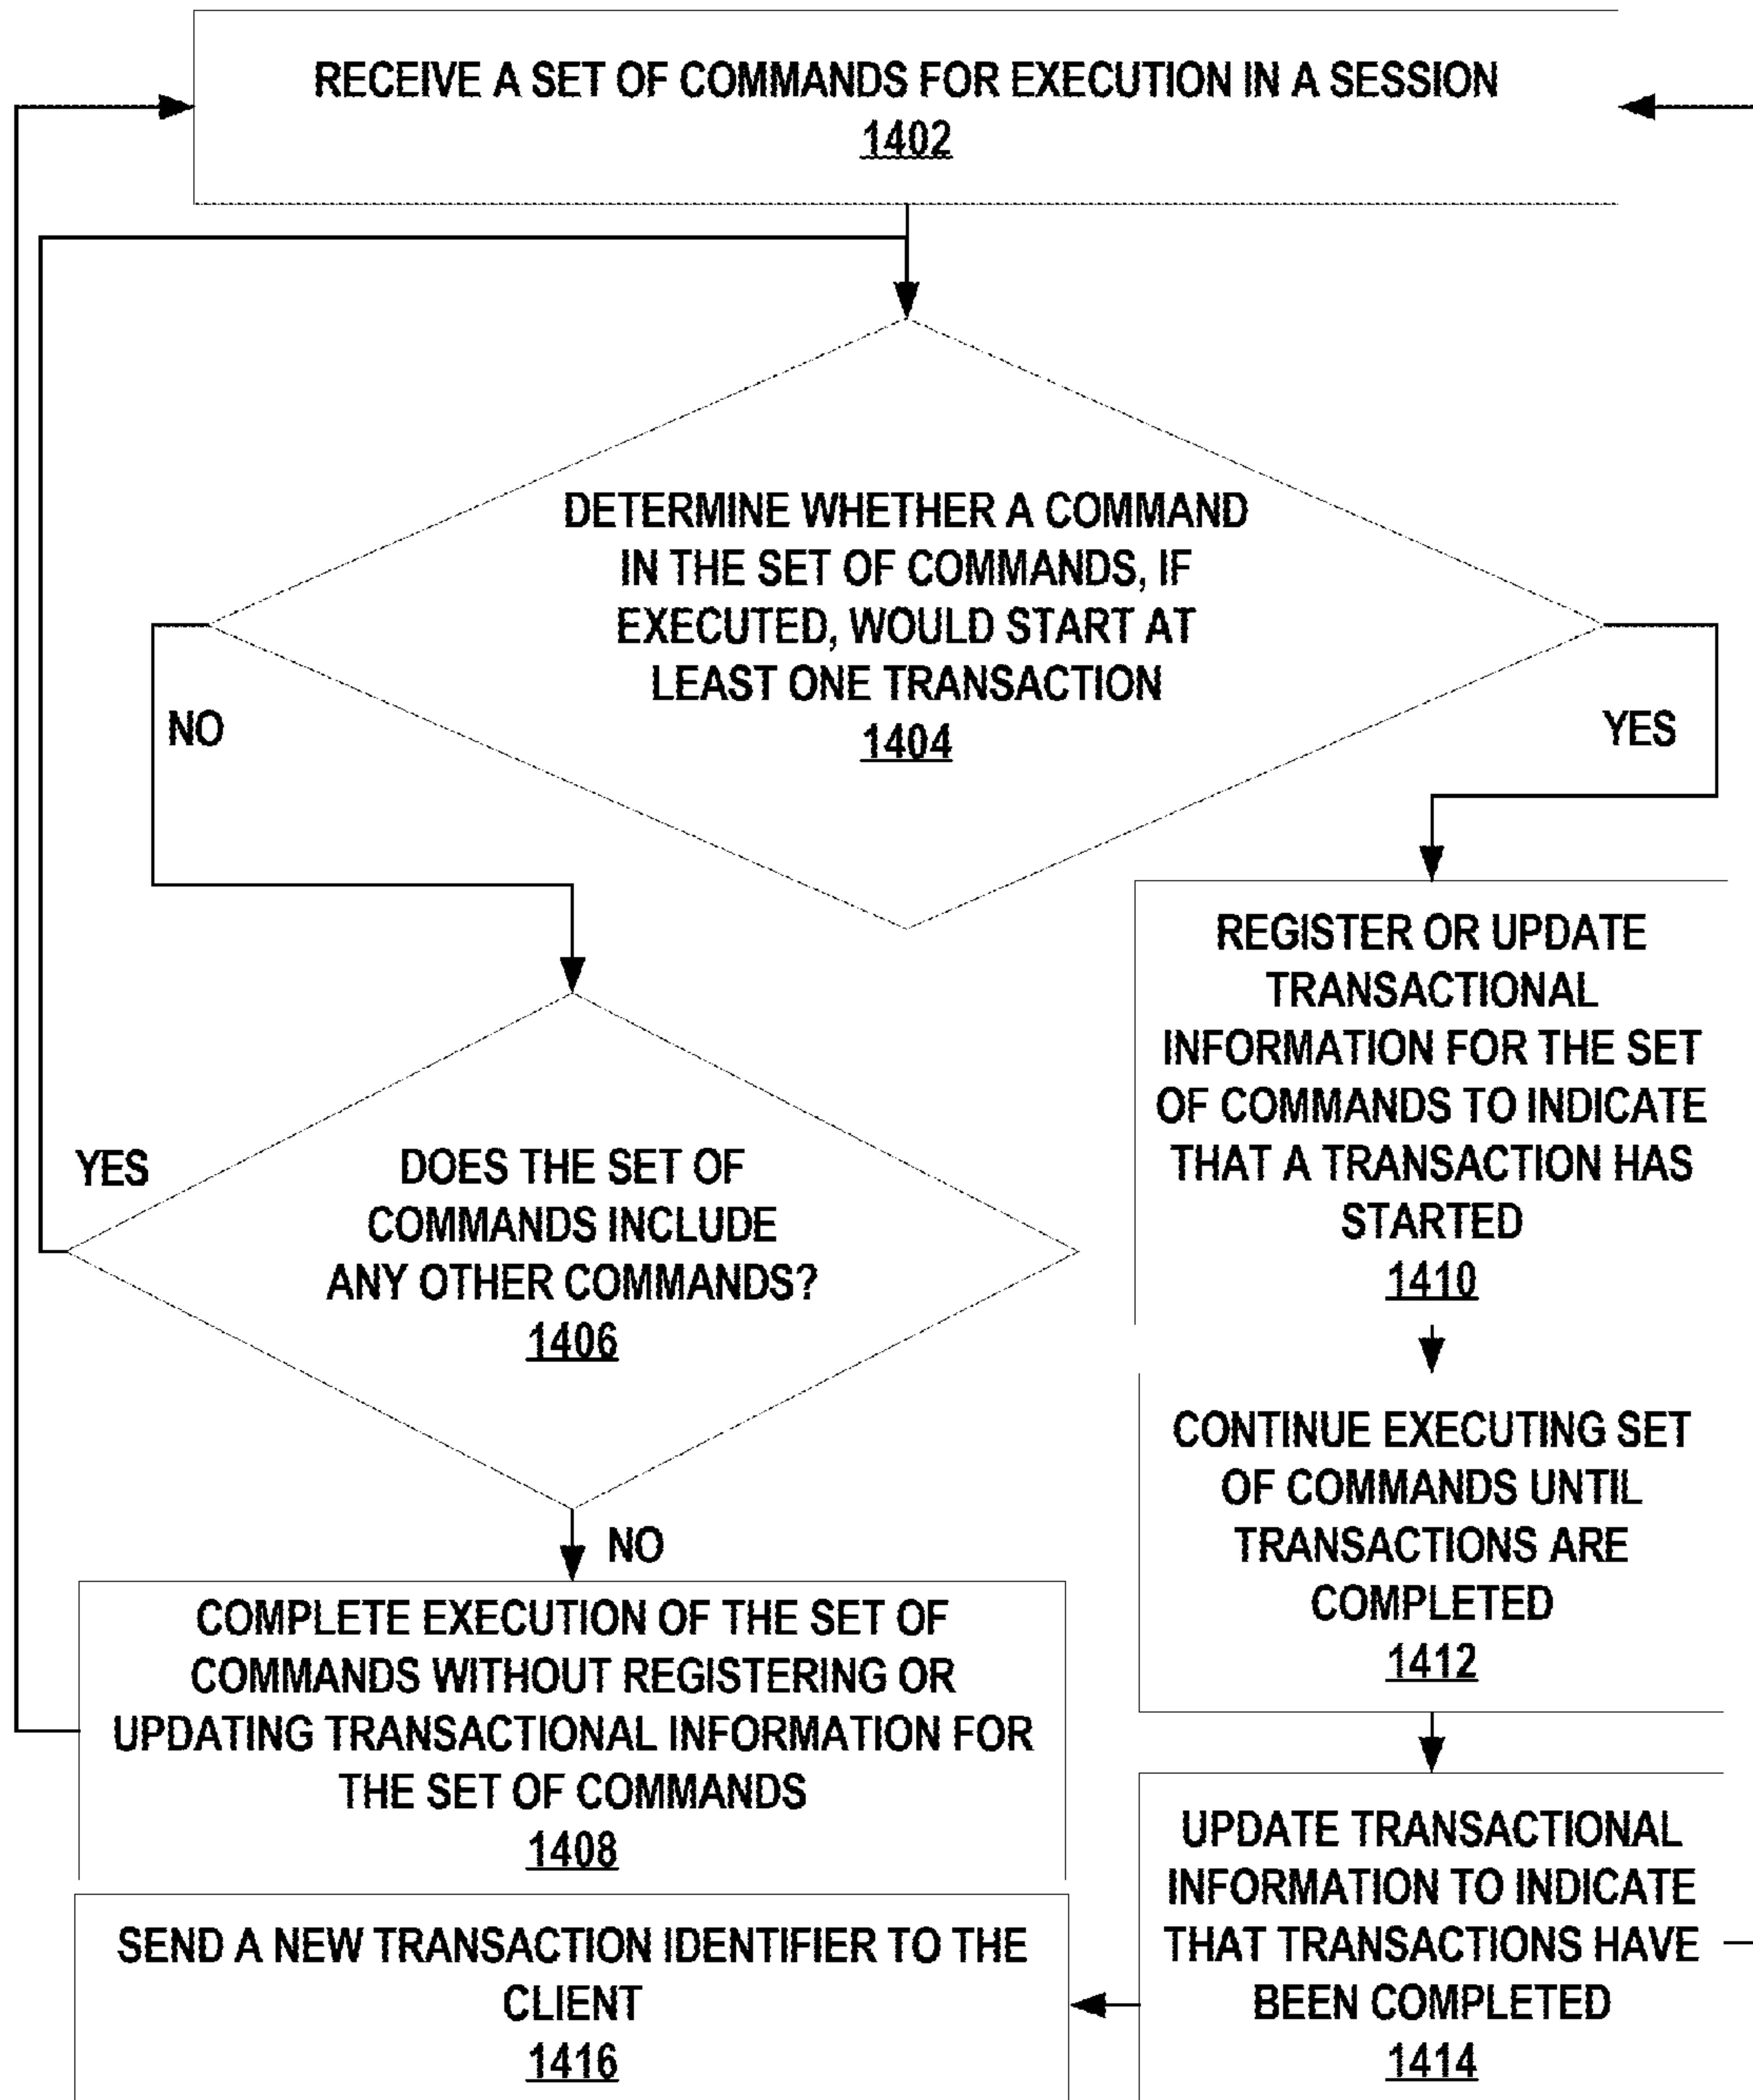 RECEIVE A SET OF COMMANDS FOR EXECUTION IN A SESSION
1402
DETERMINE WHETHER A COMMAND
IN THE SET OF COMMANDS, IF
EXECUTED, WOULD START AT
LEAST ONE TRANSACTION
1404
NO
YES
REGISTER OR UPDATE
TRANSACTIONAL
INFORMATION FOR THE SET
OF COMMANDS TO INDICATE
THAT A TRANSACTION HAS
STARTED
1410
YES
DOES THE SET OF
COMMANDS INCLUDE
ANY OTHER COMMANDS?
1406
NO
CONTINUE EXECUTING SET
OF COMMANDS UNTIL
TRANSACTIONS ARE
COMPLETED
1412
COMPLETE EXECUTION OF THE SET OF
COMMANDS WITHOUT REGISTERING OR
UPDATING TRANSACTIONAL INFORMATION FOR
THE SET OF COMMANDS
1408
UPDATE TRANSACTIONAL
INFORMATION TO INDICATE
THAT TRANSACTIONS HAVE
BEEN COMPLETED
1414
SEND A NEW TRANSACTION IDENTIFIER TO THE
CLIENT
1416